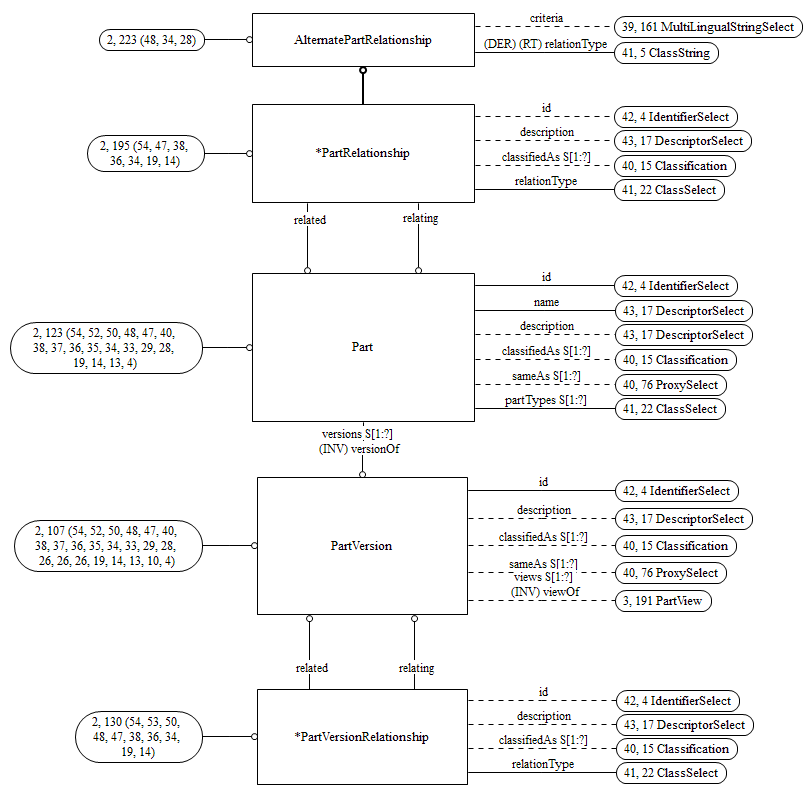 criteria
39, 161 MultiLingualStringSelect
2, 223 (48, 34, 28)
AlternatePartRelationship
(DER) (RT) relationType
41, 5 ClassString
id
42, 4 IdentifierSelect
description
43, 17 DescriptorSelect
2, 195 (54, 47, 38,
36, 34, 19, 14)
*PartRelationship
classifiedAs S[1:?]
40, 15 Classification
relationType
41, 22 ClassSelect
related
relating
id
42, 4 IdentifierSelect
name
43, 17 DescriptorSelect
description
43, 17 DescriptorSelect
2, 123 (54, 52, 50, 48, 47, 40,
38, 37, 36, 35, 34, 33, 29, 28,
19, 14, 13, 4)
Part
classifiedAs S[1:?]
40, 15 Classification
sameAs S[1:?]
40, 76 ProxySelect
partTypes S[1:?]
41, 22 ClassSelect
versions S[1:?]
(INV) versionOf
id
42, 4 IdentifierSelect
description
43, 17 DescriptorSelect
2, 107 (54, 52, 50, 48, 47, 40,
38, 37, 36, 35, 34, 33, 29, 28,
26, 26, 26, 19, 14, 13, 10, 4)
PartVersion
classifiedAs S[1:?]
40, 15 Classification
sameAs S[1:?]
40, 76 ProxySelect
views S[1:?]
(INV) viewOf
3, 191 PartView
related
relating
id
42, 4 IdentifierSelect
description
43, 17 DescriptorSelect
2, 130 (54, 53, 50,
48, 47, 38, 36, 34,
19, 14)
*PartVersionRelationship
classifiedAs S[1:?]
40, 15 Classification
relationType
41, 22 ClassSelect